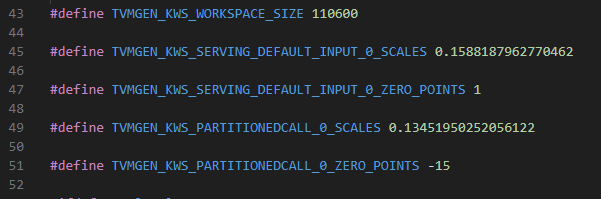 43 #define TVMGEN_KWS_WORKSPACE_SIZE 110600
44
45 #define TVMGEN_KWS_SERVING_DEFAULT_INPUT_0_SCALES 0.1588187962770462
46
47 #define TVMGEN_KWS_SERVING_DEFAULT_INPUT_0_ZERO_POINTS 1
48
49 #define TVMGEN_KWS_PARTITIONEDCALL_0_SCALES 0.13451950252056122
50
51 #define TVMGEN_KWS_PARTITIONEDCALL_0_ZERO_POINTS -15
52